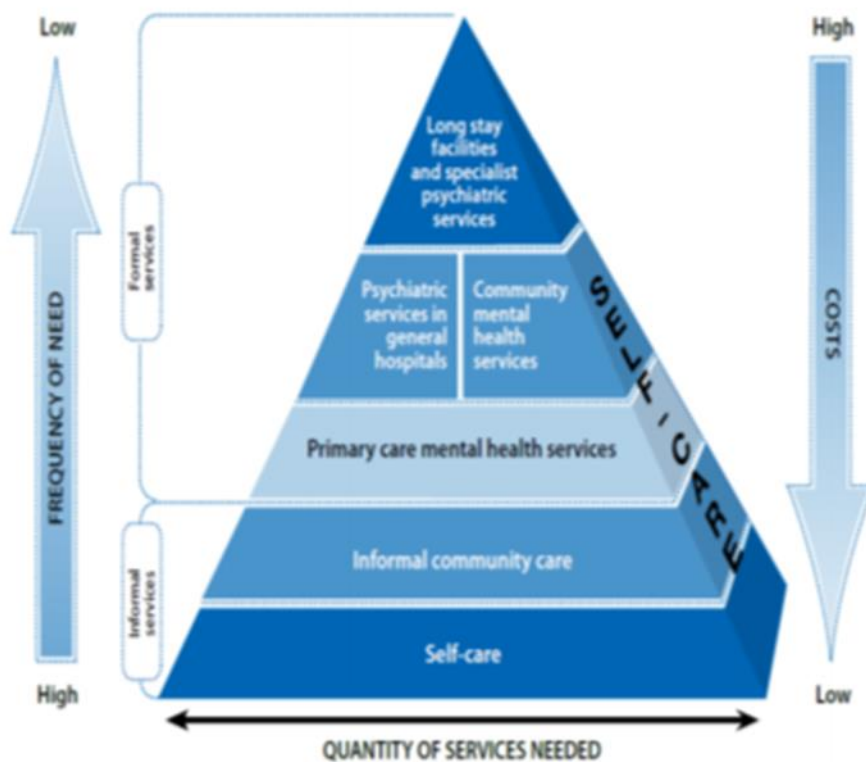 Low
High
Long stay
facilities
and specialist
psychiatric
services
Formal
services
Psychiatric
services in
general
hospitals
Community
mental
health
services
SELF-CARE
FREQUENCY OF NEED
COSTS
Primary care mental health services
Informal
services
Informal community care
Self-care
High
Low
QUANTITY OF SERVICES NEEDED